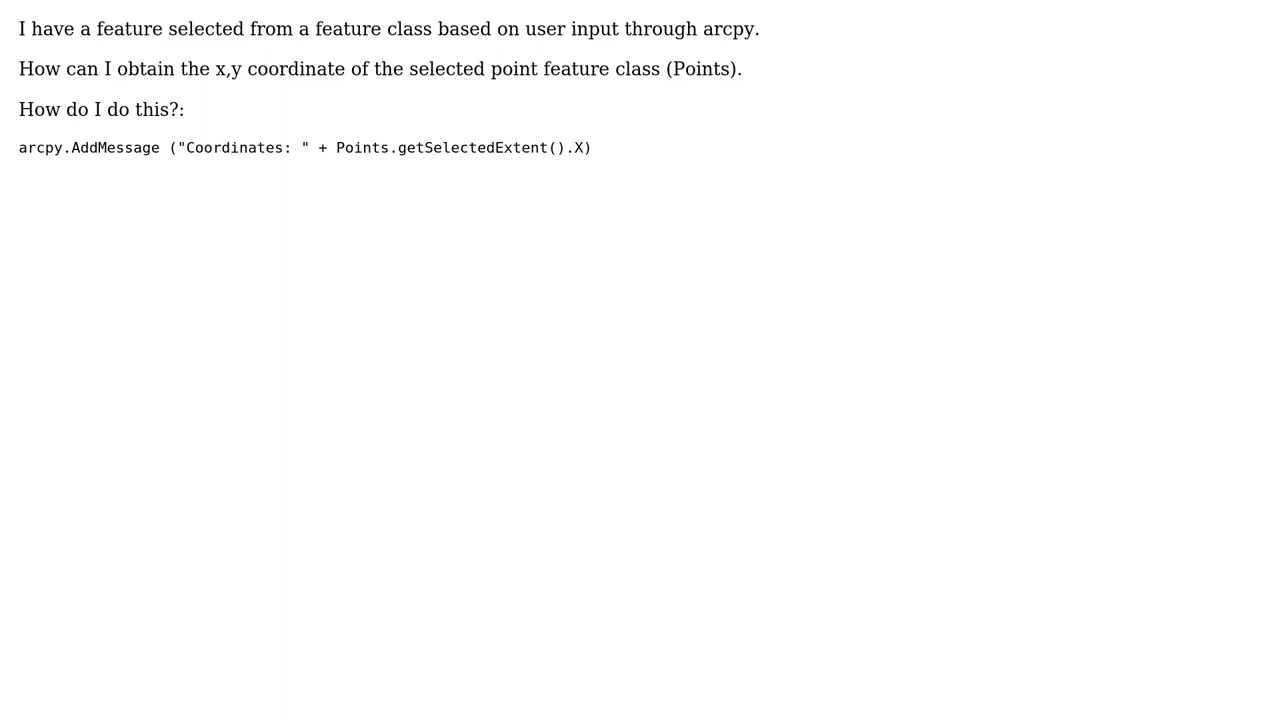 I have a feature selected from a feature class based on user input through arcpy.
How can I obtain the x,y coordinate of the selected point feature class (Points).
How do I do this?:
arcpy.AddMessage ("Coordinates: " + Points.getSelectedExtent().X)